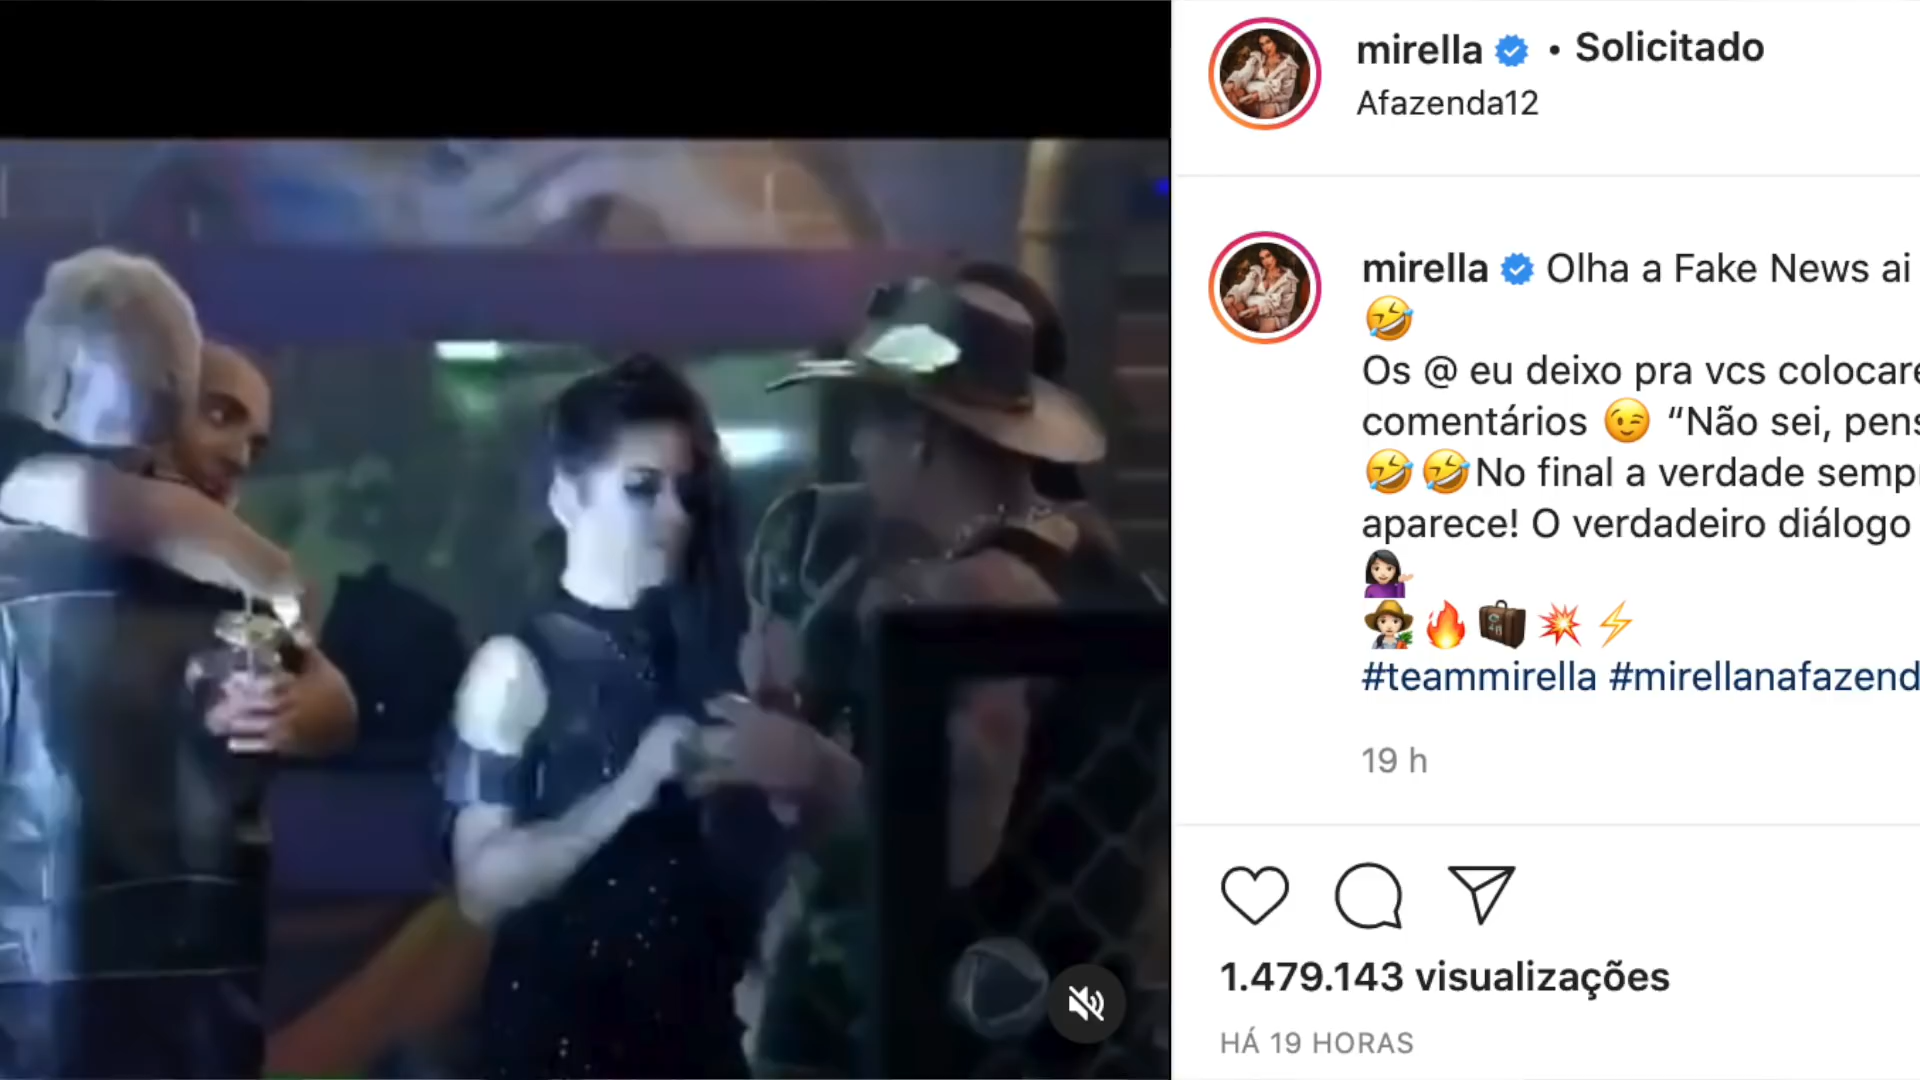 mirella • Solicitado
Afazenda12
mirella Olha a Fake News ai
🤣
Os @ eu deixo pra vcs colocar
comentários 😉 “Não sei, pens
🤣🤣No final a verdade semp
aparece! O verdadeiro diálogo
💁🏻‍♀️
👩🏻‍🌾🔥💼💥⚡
#teammirella #mirellanafazend
19 h
1.479.143 visualizações
HÁ 19 HORAS